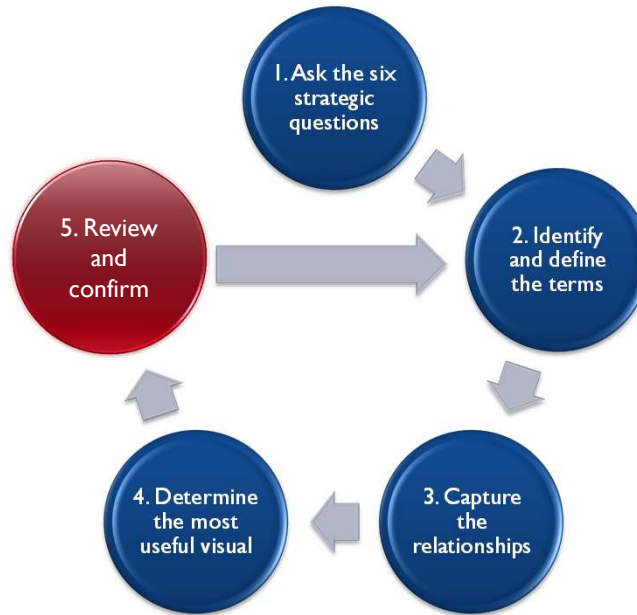 1. Ask the six
strategic
questions
2. Identify
and define
the terms
3. Capture
the
relationships
4. Determine
the most
useful visual
5. Review
and
confirm